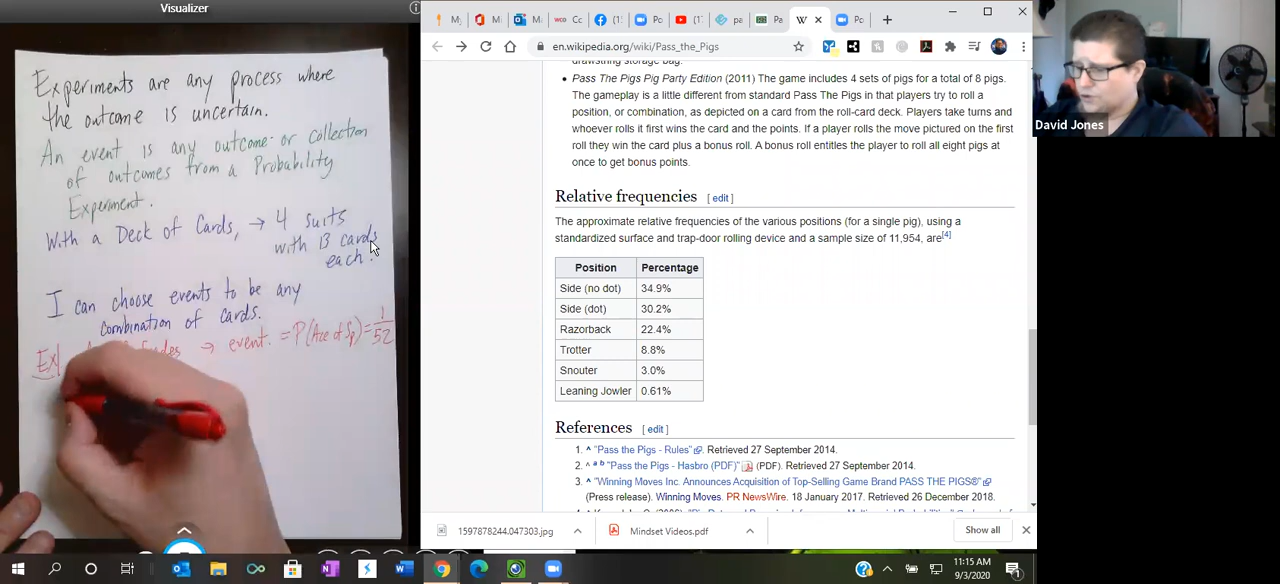 Visualizer
Experiments are any process where
the outcome is uncertain.
An event is any outcome or collection
of outcomes from a Probability
Experiment.
With a Deck of Cards, → 4 suits
with 13 cards
each.
I can choose events to be any
combination of cards.
Ex
→ event. = P(Ace of Sp) = 1/52
en.wikipedia.org/wiki/Pass_the_Pigs
drawstring storage bag.
• Pass The Pigs Pig Party Edition (2011) The game includes 4 sets of pigs for a total of 8 pigs.
The gameplay is a little different from standard Pass The Pigs in that players try to roll a
position, or combination, as depicted on a card from the roll-card deck. Players take turns and
whoever rolls it first wins the card and the points. If a player rolls the move pictured on the first
roll they win the card plus a bonus roll. A bonus roll entitles the player to roll all eight pigs at
once to get bonus points.
Relative frequencies [ edit ]
The approximate relative frequencies of the various positions (for a single pig), using a
standardized surface and trap-door rolling device and a sample size of 11,954, are[4]
Position Percentage
Side (no dot) 34.9%
Side (dot) 30.2%
Razorback 22.4%
Trotter 8.8%
Snouter 3.0%
Leaning Jowler 0.61%
References [ edit ]
1. ^ "Pass the Pigs - Rules". Retrieved 27 September 2014.
2. ^ a b "Pass the Pigs - Hasbro (PDF)" (PDF). Retrieved 27 September 2014.
3. ^ "Winning Moves Inc. Announces Acquisition of Top-Selling Game Brand PASS THE PIGS®"
(Press release). Winning Moves. PR NewsWire. 18 January 2017. Retrieved 26 December 2018.
1597878244.047303.jpg
Mindset Videos.pdf
Show all
11:15 AM
9/3/2020
David Jones